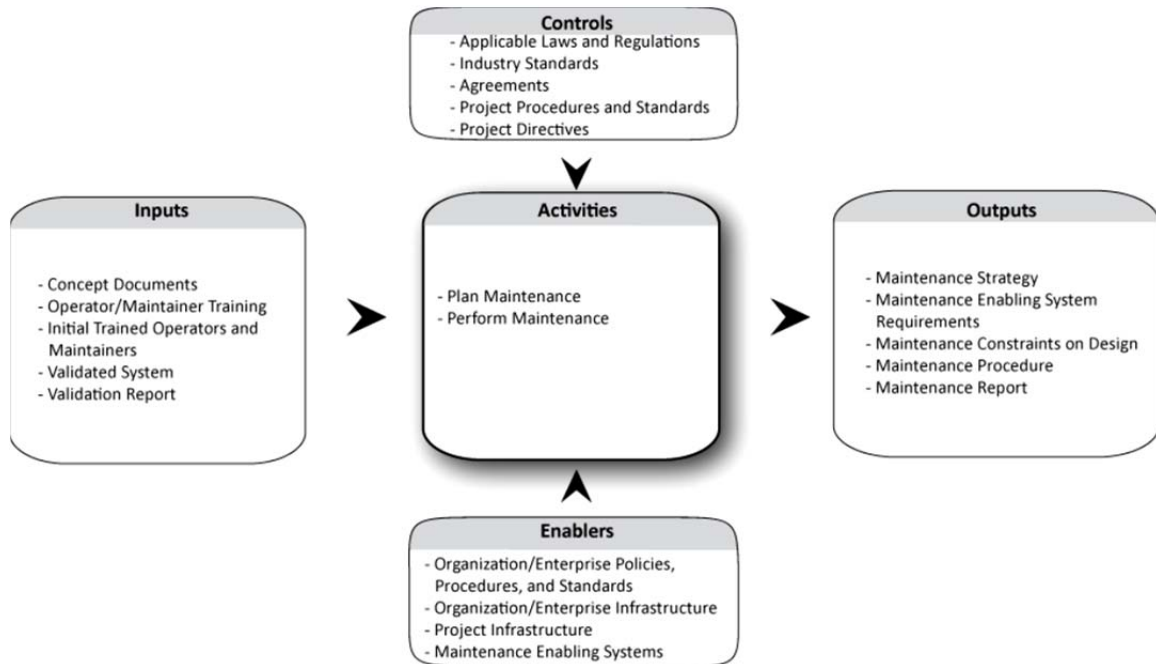 Controls
- Applicable Laws and Regulations
- Industry Standards
- Agreements
- Project Procedures and Standards
- Project Directives
Inputs
- Concept Documents
- Operator/Maintainer Training
- Initial Trained Operators and
Maintainers
- Validated System
- Validation Report
Activities
- Plan Maintenance
- Perform Maintenance
Outputs
- Maintenance Strategy
- Maintenance Enabling System
Requirements
- Maintenance Constraints on Design
- Maintenance Procedure
- Maintenance Report
Enablers
- Organization/Enterprise Policies,
Procedures, and Standards
- Organization/Enterprise Infrastructure
- Project Infrastructure
- Maintenance Enabling Systems